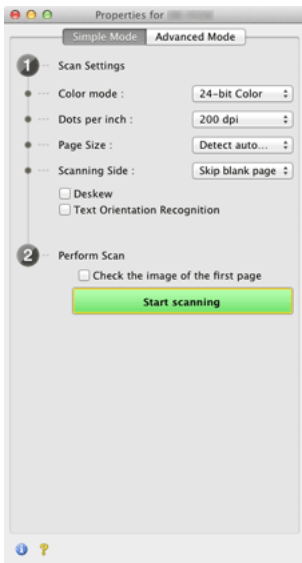 Properties for
Simple Mode Advanced Mode
1 Scan Settings
Color mode : 24-bit Color
Dots per inch : 200 dpi
Page Size : Detect auto...
Scanning Side : Skip blank page
Deskew
Text Orientation Recognition
2 Perform Scan
Check the image of the first page
Start scanning
?